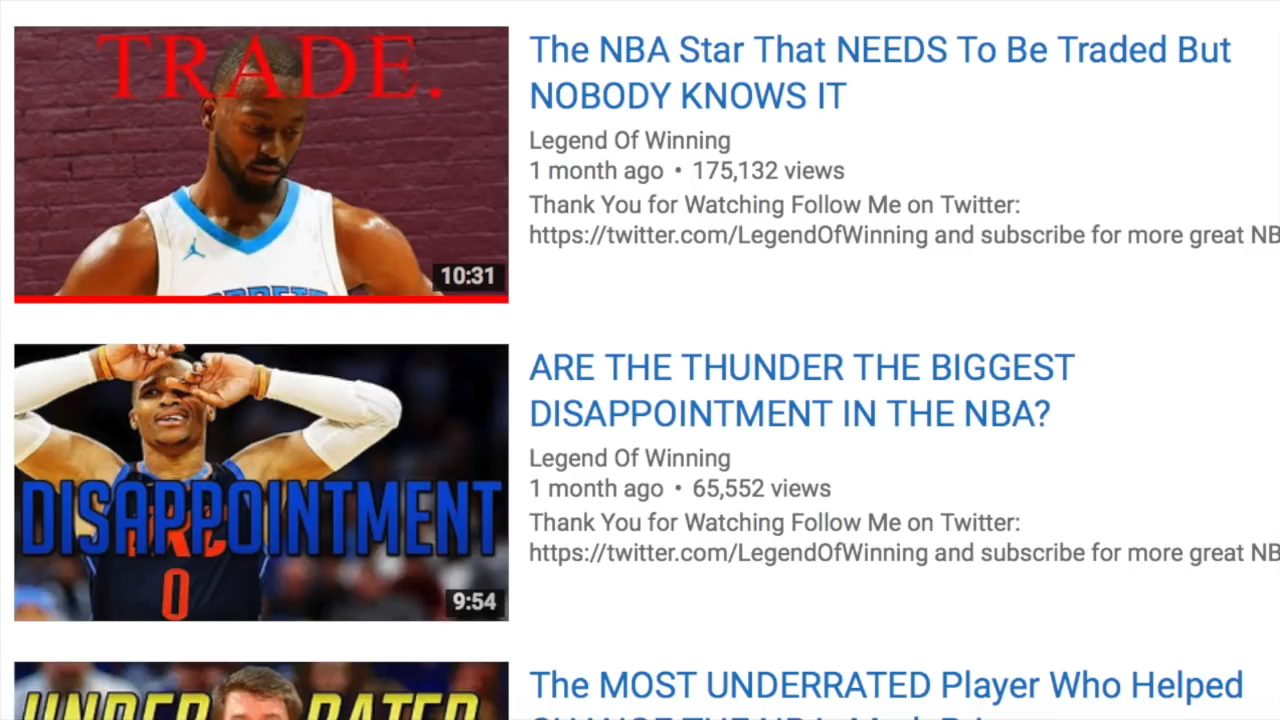 TRADE.
10:31
The NBA Star That NEEDS To Be Traded But
NOBODY KNOWS IT
Legend Of Winning
1 month ago • 175,132 views
Thank You for Watching Follow Me on Twitter:
https://twitter.com/LegendOfWinning and subscribe for more great NB
DISAPPOINTMENT
0
9:54
ARE THE THUNDER THE BIGGEST
DISAPPOINTMENT IN THE NBA?
Legend Of Winning
1 month ago • 65,552 views
Thank You for Watching Follow Me on Twitter:
https://twitter.com/LegendOfWinning and subscribe for more great NB
UNDERRATED
The MOST UNDERRATED Player Who Helped